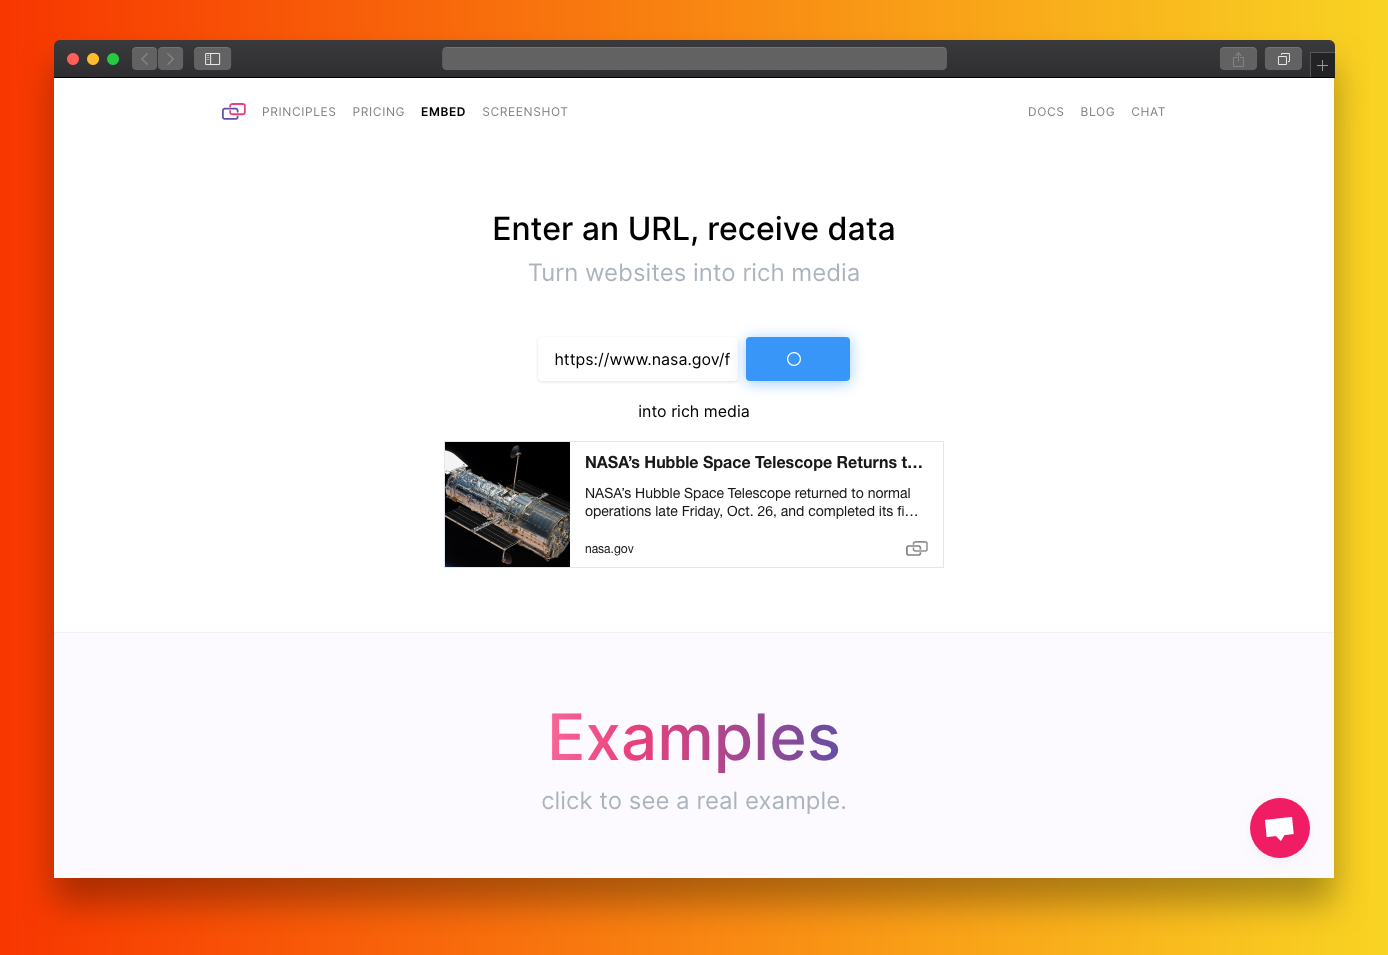 PRINCIPLES PRICING EMBED SCREENSHOT DOCS BLOG CHAT
Enter an URL, receive data
Turn websites into rich media
https://www.nasa.gov/f
into rich media
NASA’s Hubble Space Telescope Returns t...
NASA’s Hubble Space Telescope returned to normal
operations late Friday, Oct. 26, and completed its fi...
nasa.gov
Examples
click to see a real example.